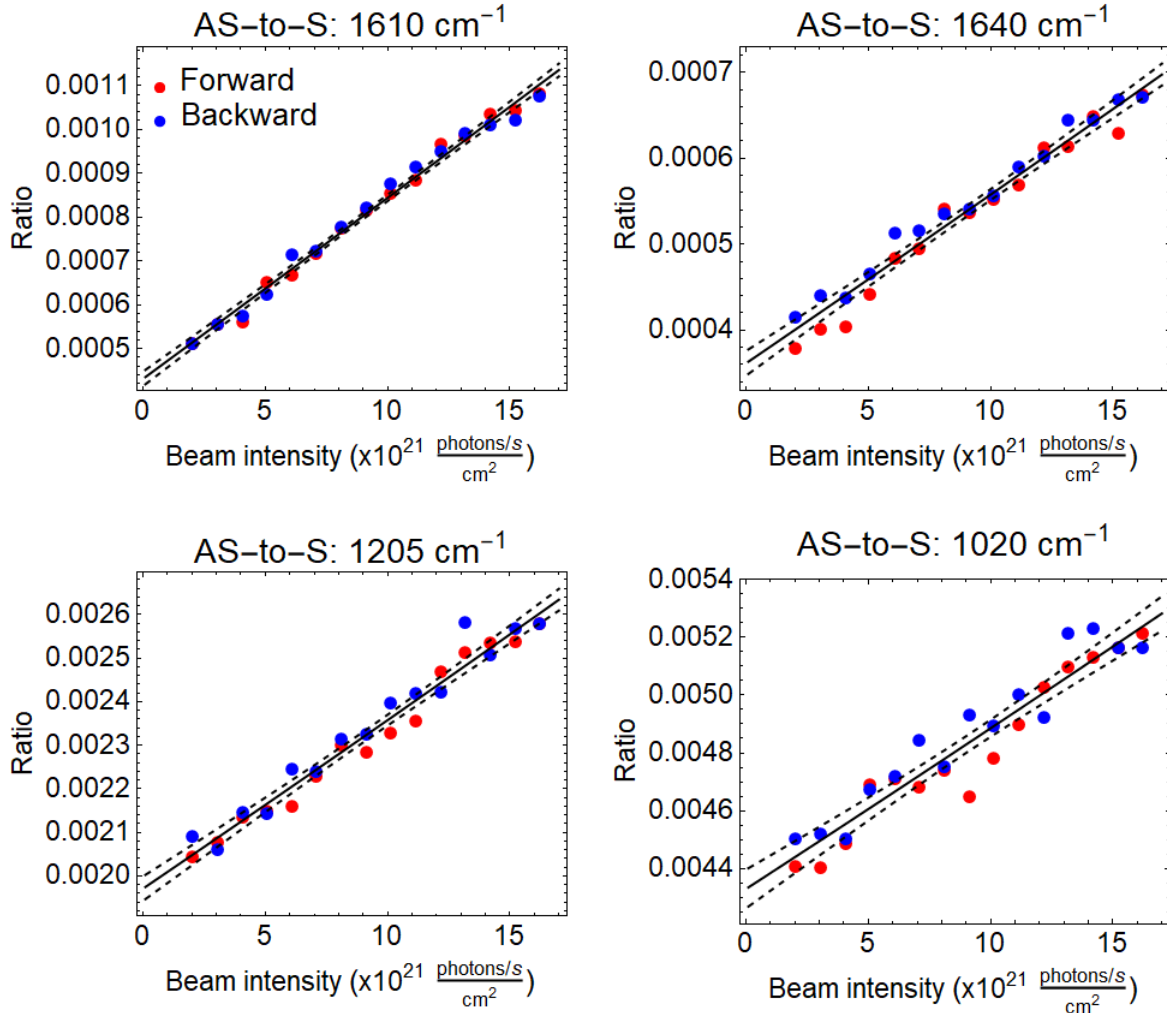 AS–to–S: 1610 cm⁻¹
Ratio
0.0011
0.0010
0.0009
0.0008
0.0007
0.0006
0.0005
Forward
Backward
0 5 10 15
Beam intensity (x10²¹ photons/s / cm²)
AS–to–S: 1640 cm⁻¹
Ratio
0.0007
0.0006
0.0005
0.0004
0 5 10 15
Beam intensity (x10²¹ photons/s / cm²)
AS–to–S: 1205 cm⁻¹
Ratio
0.0026
0.0025
0.0024
0.0023
0.0022
0.0021
0.0020
0 5 10 15
Beam intensity (x10²¹ photons/s / cm²)
AS–to–S: 1020 cm⁻¹
Ratio
0.0054
0.0052
0.0050
0.0048
0.0046
0.0044
0 5 10 15
Beam intensity (x10²¹ photons/s / cm²)